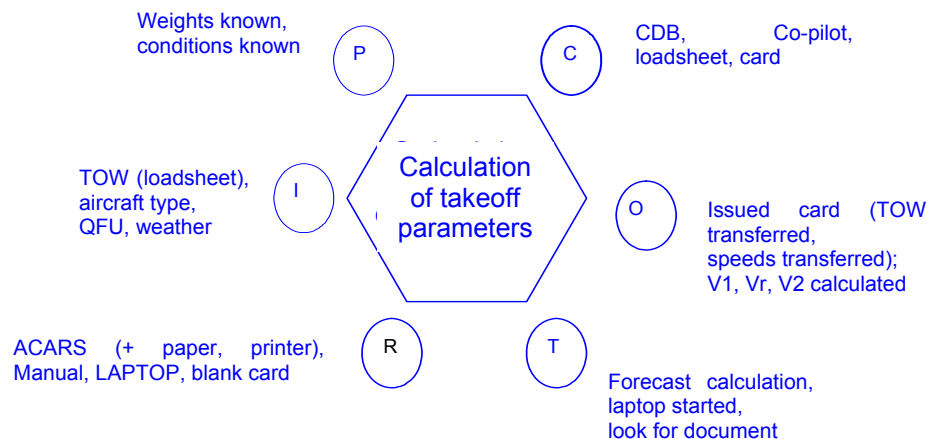 Weights known,
conditions known
P
C
CDB, Co-pilot,
loadsheet, card
TOW (loadsheet),
aircraft type,
QFU, weather
I
Calculation
of takeoff
parameters
O
Issued card (TOW
transferred,
speeds transferred);
V1, Vr, V2 calculated
ACARS (+ paper, printer),
Manual, LAPTOP, blank card
R
T
Forecast calculation,
laptop started,
look for document